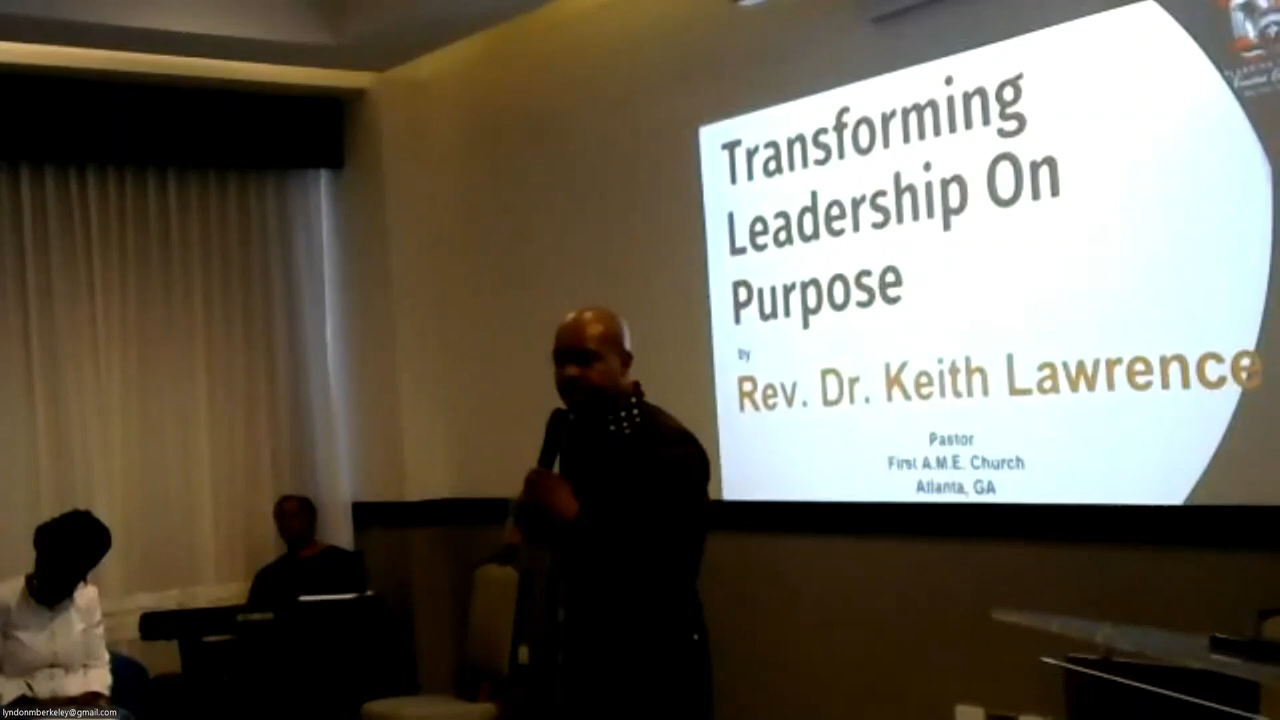 Transforming
Leadership On
Purpose
by
Rev. Dr. Keith Lawrence
Pastor
First A.M.E. Church
Atlanta, GA
lyndonmberkeley@gmail.com